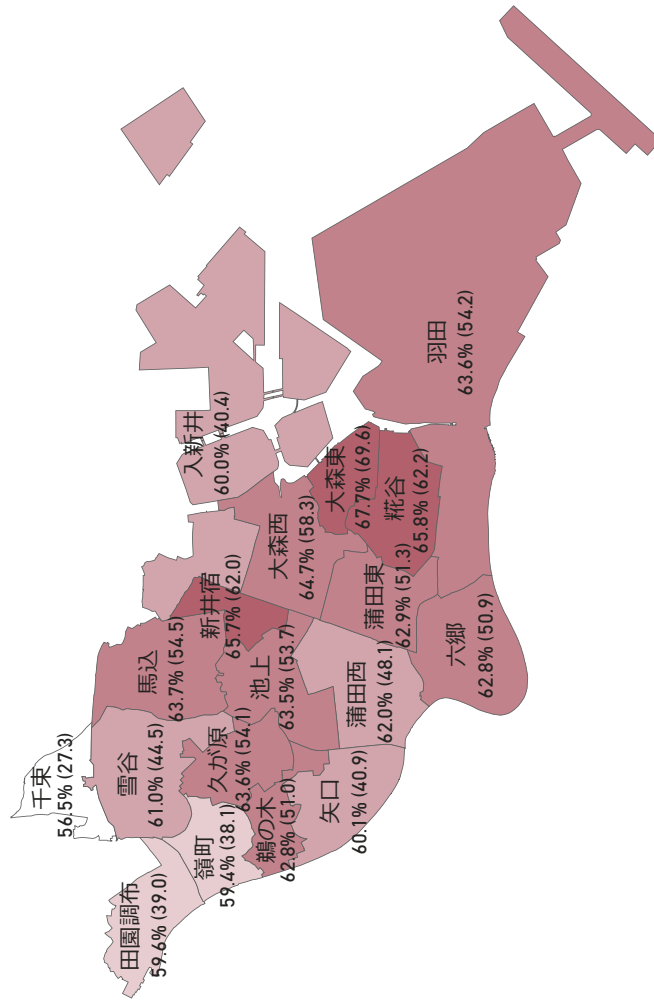 千束
56.5% (27.3)
田園調布
59.6% (39.0)
雪谷
61.0% (44.5)
嶺町
59.4% (38.1)
馬込
63.7% (54.5)
久が原
63.6% (54.1)
鵜の木
62.8% (51.0)
新井宿
65.7% (62.0)
池上
63.5% (53.7)
矢口
60.1% (40.9)
入新井
60.0% (40.4)
大森西
64.7% (58.3)
蒲田西
62.0% (48.1)
大森東
67.7% (69.6)
糀谷
65.8% (62.2)
蒲田東
62.9% (51.3)
六郷
62.8% (50.9)
羽田
63.6% (54.2)